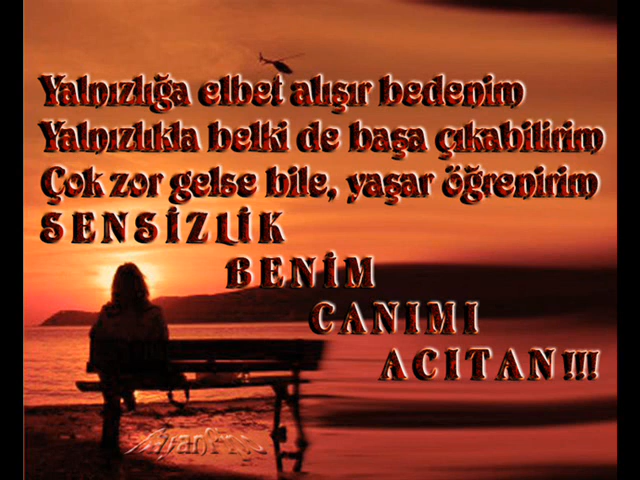 Yalnızlığa elbet alışır bedenim
Yalnızlıkla belki de başa çıkabilirim
Çok zor gelse bile, yaşar öğrenirim
SENSİZLİK
BENİM
CANIMI
ACITAN!!!